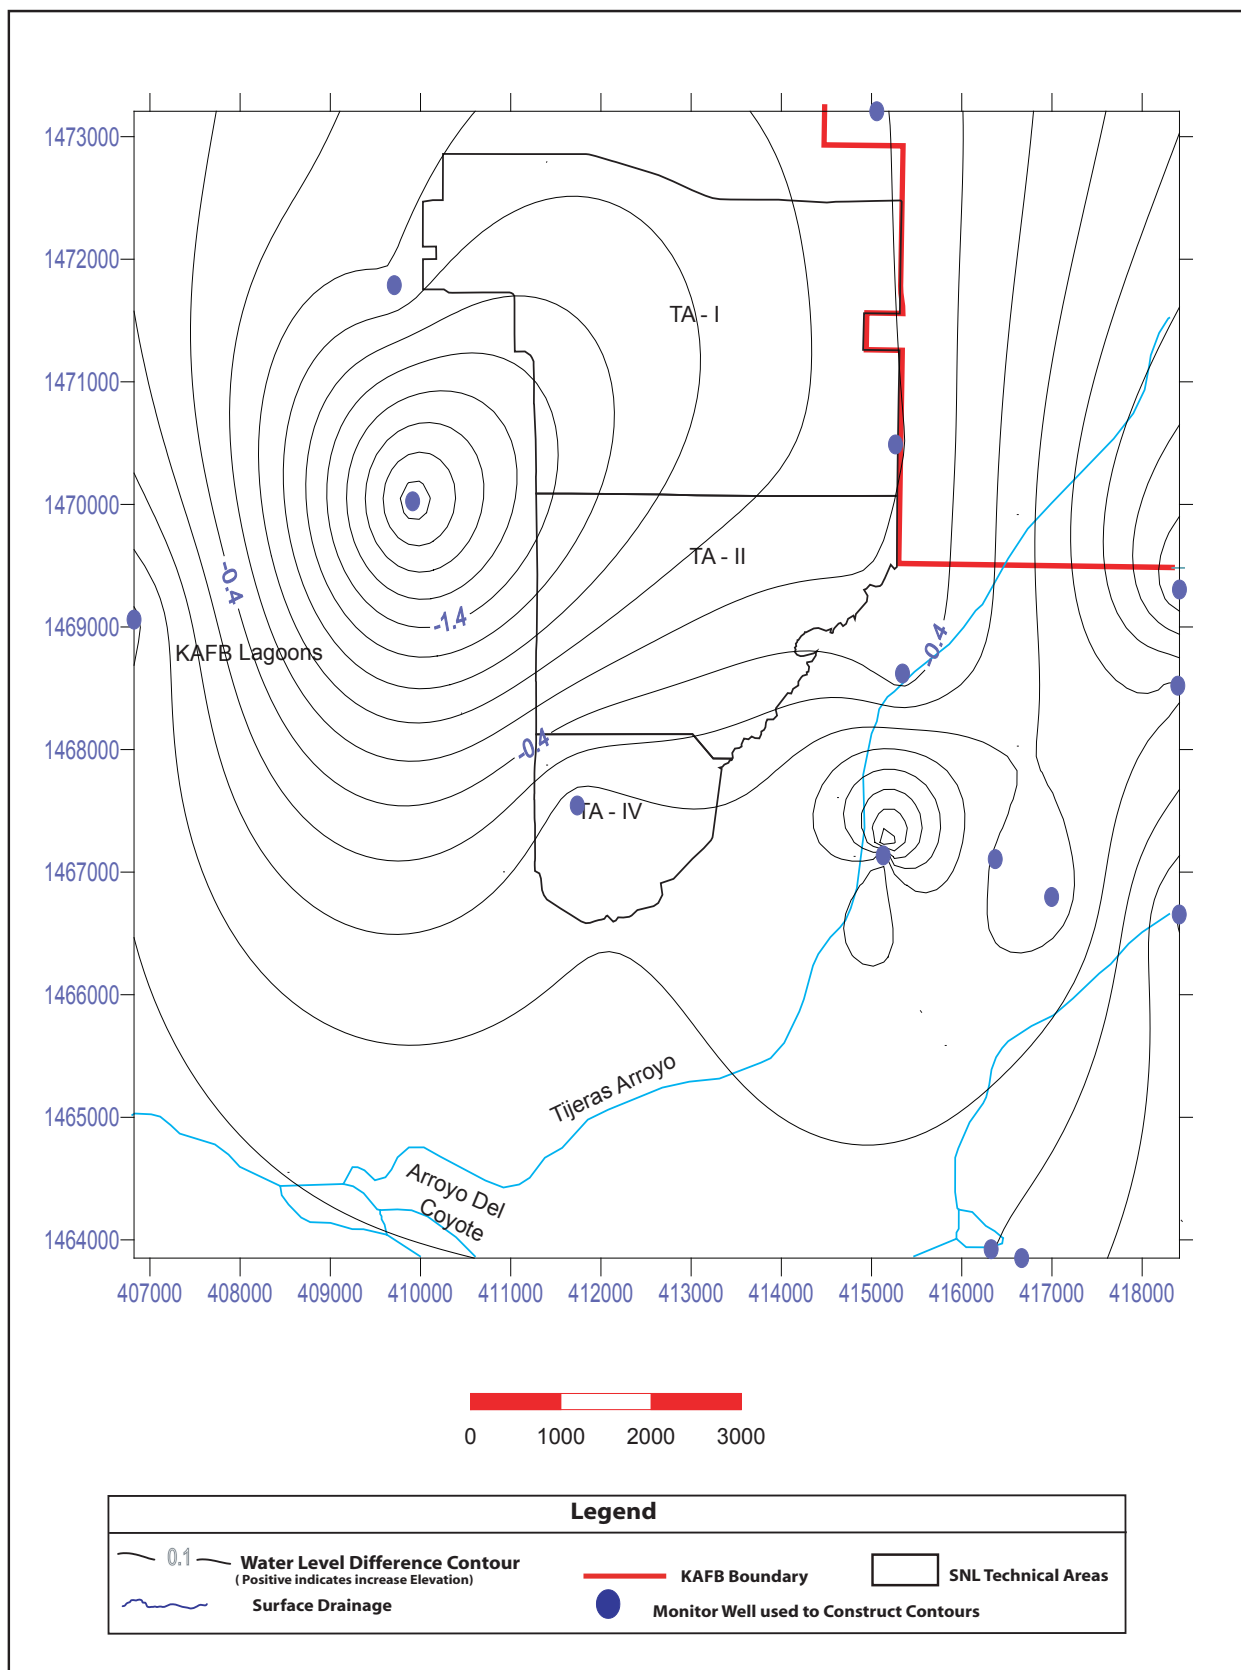 1473000
1472000
1471000
1470000
1469000
1468000
1467000
1466000
1465000
1464000
TA - I
TA - II
-0.4
-1.4
-0.4
KAFB Lagoons
-0.4
TA - IV
Tijeras Arroyo
Arroyo Del
Coyote
407000 408000 409000 410000 411000 412000 413000 414000 415000 416000 417000 418000
0 1000 2000 3000
Legend
0.1 Water Level Difference Contour
( Positive indicates increase Elevation)
Surface Drainage
KAFB Boundary
Monitor Well used to Construct Contours
SNL Technical Areas